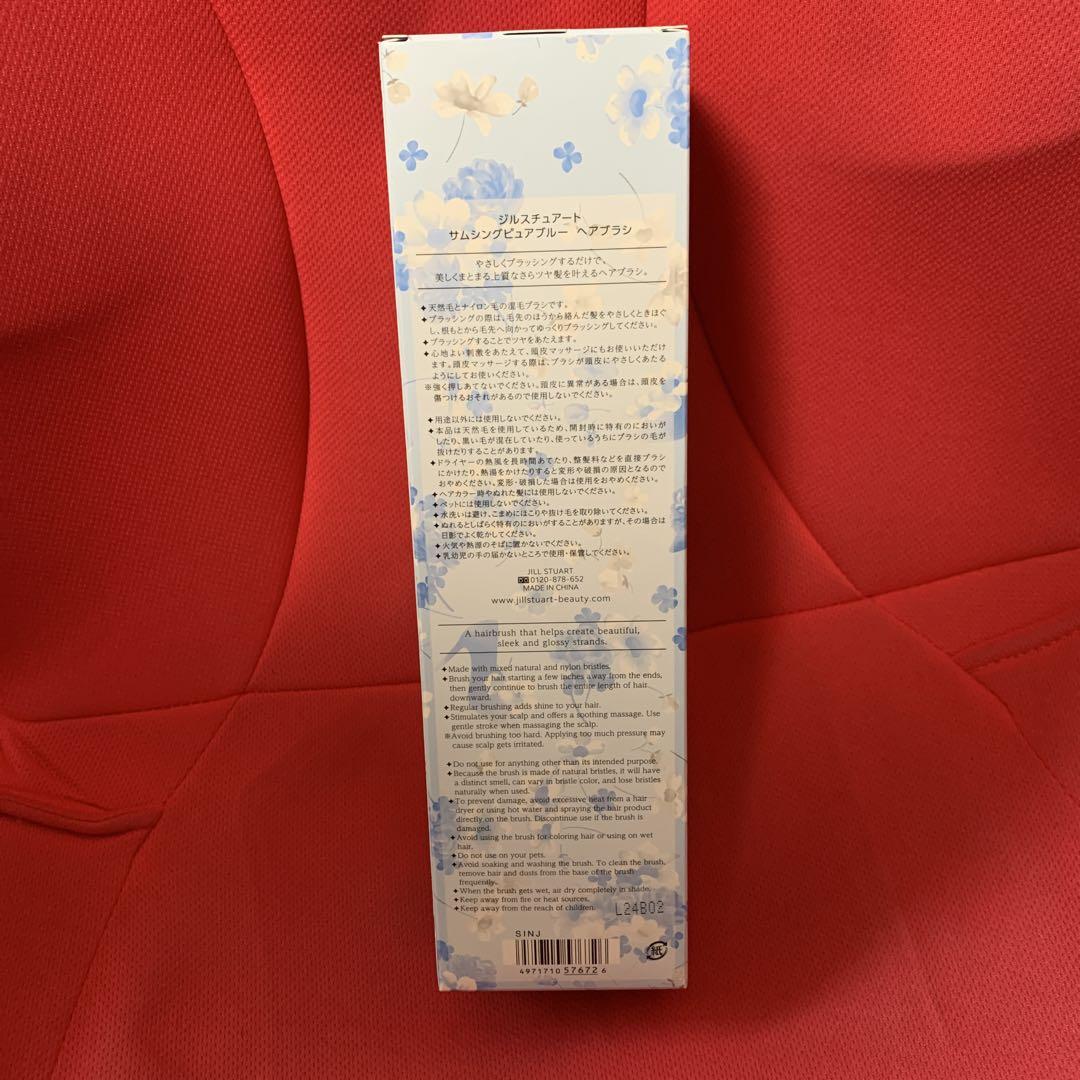 ジルスチュアート
サムシングピュアブルー ヘアブラシ
やさしくブラッシングするだけで、
美しくまとまる上質なさらツヤ髪を叶えるヘアブラシ。
✦天然毛とナイロン毛の混毛ブラシです。
✦ブラッシングの際は、毛先のほうから絡んだ髪をやさしくときほぐ
し、根もとから毛先へ向かってゆっくりブラッシングしてください。
✦ブラッシングすることでツヤをあたえます。
✦心地よい刺激をあたえて、頭皮マッサージにもお使いいただけ
ます。頭皮マッサージする際は、ブラシが頭皮にやさしくあたる
ようにしてお使いください。
※強く押しあてないでください。頭皮に異常がある場合は、頭皮を
傷つけるおそれがあるので使用しないでください。
✦用途以外には使用しないでください。
✦本品は天然毛を使用しているため、開封時に特有のにおいが
したり、黒い毛が混在していたり、使っているうちにブラシの毛が
抜けたりすることがあります。
✦ドライヤーの熱風を長時間あてたり、整髪料などを直接ブラシ
にかけたり、熱湯をかけたりすると変形や破損の原因となるので
おやめください。変形・破損した場合は使用をおやめください。
✦ヘアカラー時やぬれた髪には使用しないでください。
✦ペットには使用しないでください。
✦水洗いは避け、こまめにほこりや抜け毛を取り除いてください。
✦ぬれるとしばらく特有のにおいがすることがありますが、その場合は
日影でよく乾かしてください。
✦火気や熱源のそばに置かないでください。
✦乳幼児の手の届かないところで使用・保管してください。
JILL STUART
0120-878-652
MADE IN CHINA
www.jillstuart-beauty.com
A hairbrush that helps create beautiful,
sleek and glossy strands.
✦Made with mixed natural and nylon bristles.
✦Brush your hair starting a few inches away from the ends,
then gently continue to brush the entire length of hair
downward.
✦Regular brushing adds shine to your hair.
✦Stimulates your scalp and offers a soothing massage. Use
gentle stroke when massaging the scalp.
※Avoid brushing too hard. Applying too much pressure may
cause scalp gets irritated.
✦Do not use for anything other than its intended purpose.
✦Because the brush is made of natural bristles, it will have
a distinct smell, can vary in bristle color, and lose bristles
naturally when used.
✦To prevent damage, avoid excessive heat from a hair
dryer or using hot water and spraying the hair product
directly on the brush. Discontinue use if the brush is
damaged.
✦Avoid using the brush for coloring hair or using on wet
hair.
✦Do not use on your pets.
✦Avoid soaking and washing the brush. To clean the brush,
remove hair and dusts from the base of the brush
frequently.
✦When the brush gets wet, air dry completely in shade.
✦Keep away from fire or heat sources.
✦Keep away from the reach of children.
L24B02
SINJ
4971710 57672 6
紙